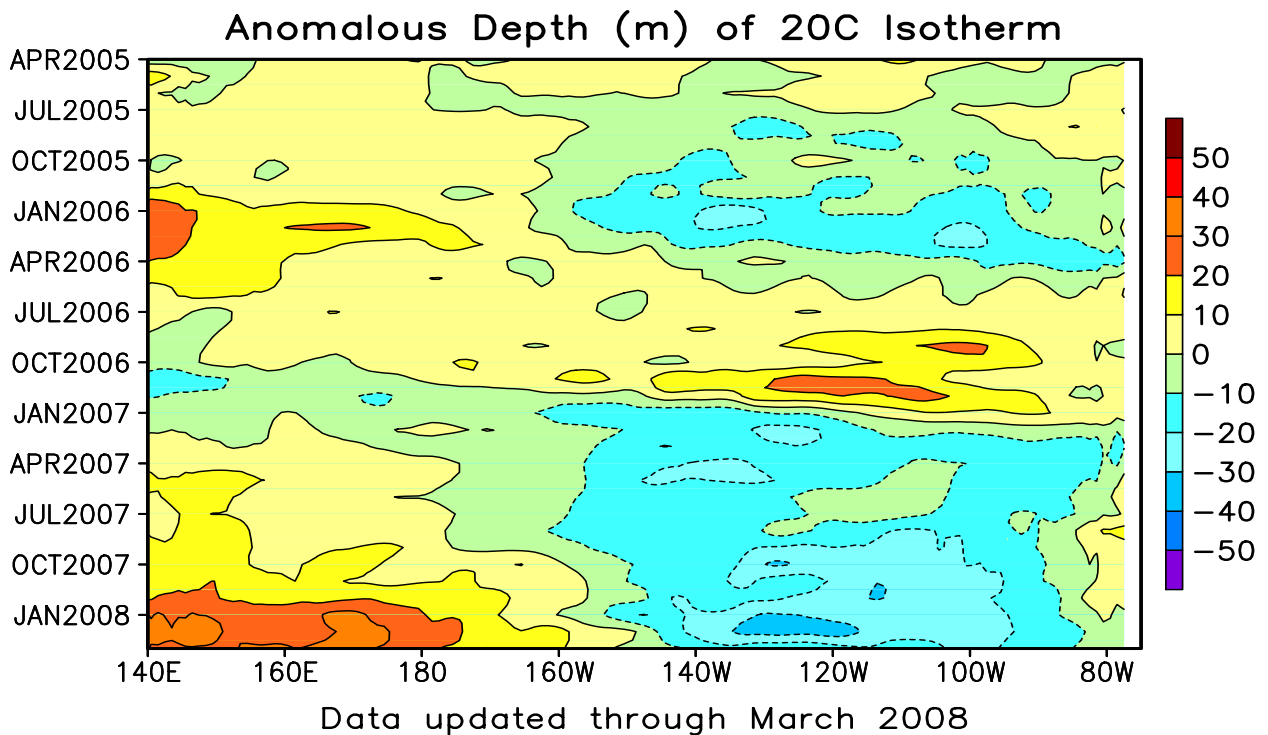 Anomalous Depth (m) of 20C Isotherm
APR2005
JUL2005
OCT2005
JAN2006
APR2006
JUL2006
OCT2006
JAN2007
APR2007
JUL2007
OCT2007
JAN2008
140E 160E 180 160W 140W 120W 100W 80W
50
40
30
20
10
0
−10
−20
−30
−40
−50
Data updated through March 2008